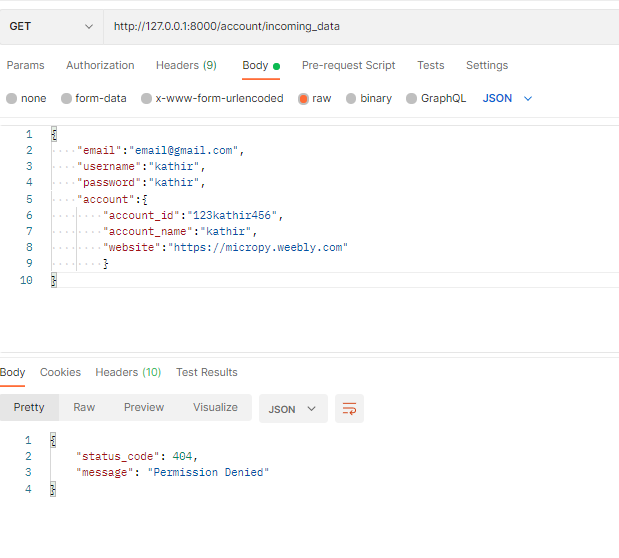 GET http://127.0.0.1:8000/account/incoming_data
Params Authorization Headers (9) Body Pre-request Script Tests Settings
none form-data x-www-form-urlencoded raw binary GraphQL JSON
1 {
2 "email":"email@gmail.com",
3 "username":"kathir",
4 "password":"kathir",
5 "account":{
6 "account_id":"123kathir456",
7 "account_name":"kathir",
8 "website":"https://micropy.weebly.com"
9 }
10 }
Body Cookies Headers (10) Test Results
Pretty Raw Preview Visualize JSON
1 {
2 "status_code": 404,
3 "message": "Permission Denied"
4 }